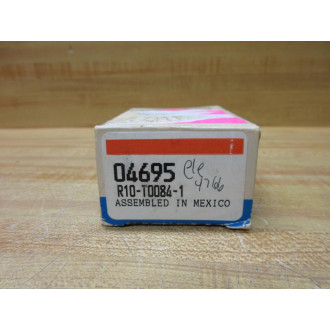 04695
R10-T0084-1
ASSEMBLED IN MEXICO